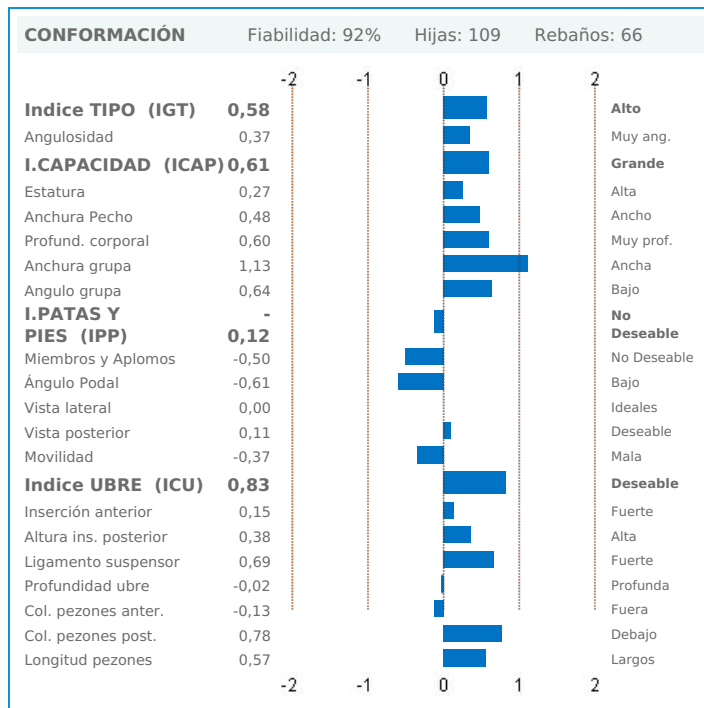 CONFORMACIÓN Fiabilidad: 92% Hijas: 109 Rebaños: 66
-2 -1 0 1 2
Indice TIPO (IGT) 0,58 Alto
Angulosidad 0,37 Muy ang.
I.CAPACIDAD (ICAP) 0,61 Grande
Estatura 0,27 Alta
Anchura Pecho 0,48 Ancho
Profund. corporal 0,60 Muy prof.
Anchura grupa 1,13 Ancha
Angulo grupa 0,64 Bajo
I.PATAS Y - No
PIES (IPP) 0,12 Deseable
Miembros y Aplomos -0,50 No Deseable
Ángulo Podal -0,61 Bajo
Vista lateral 0,00 Ideales
Vista posterior 0,11 Deseable
Movilidad -0,37 Mala
Indice UBRE (ICU) 0,83 Deseable
Inserción anterior 0,15 Fuerte
Altura ins. posterior 0,38 Alta
Ligamento suspensor 0,69 Fuerte
Profundidad ubre -0,02 Profunda
Col. pezones anter. -0,13 Fuera
Col. pezones post. 0,78 Debajo
Longitud pezones 0,57 Largos
-2 -1 0 1 2